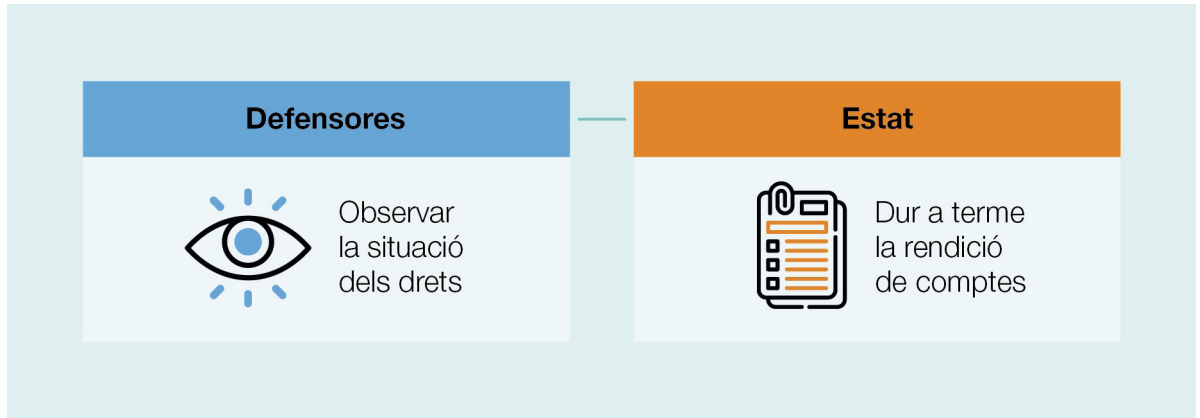 Defensores
Observar
la situació
dels drets
Estat
Dur a terme
la rendició
de comptes